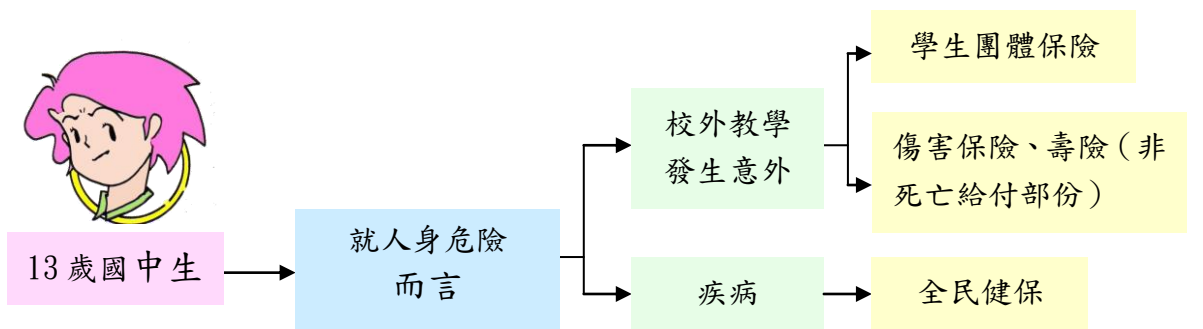 13歲國中生
就人身危險
而言
校外教學
發生意外
疾病
學生團體保險
傷害保險、壽險（非
死亡給付部份）
全民健保